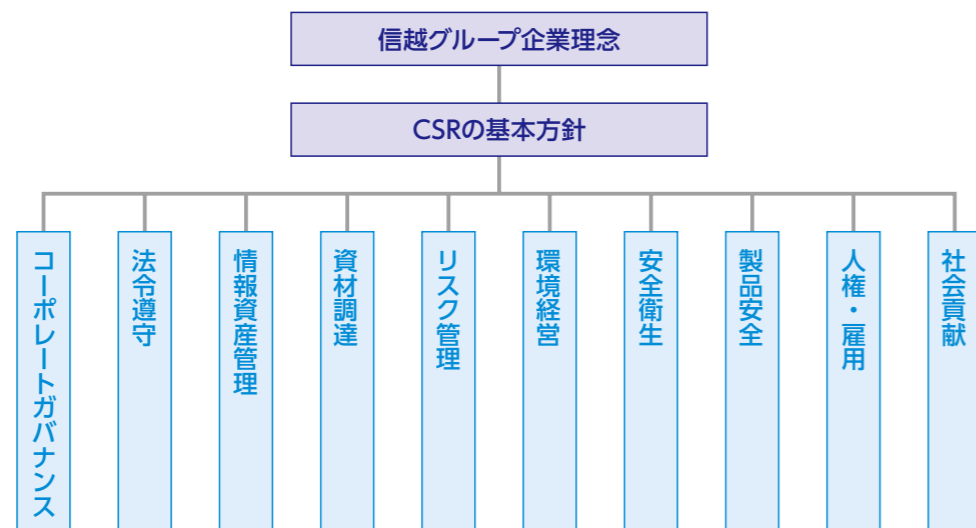 信越グループ企業理念
CSRの基本方針
コーポレートガバナンス
法令遵守
情報資産管理
資材調達
リスク管理
環境経営
安全衛生
製品安全
人権・雇用
社会貢献